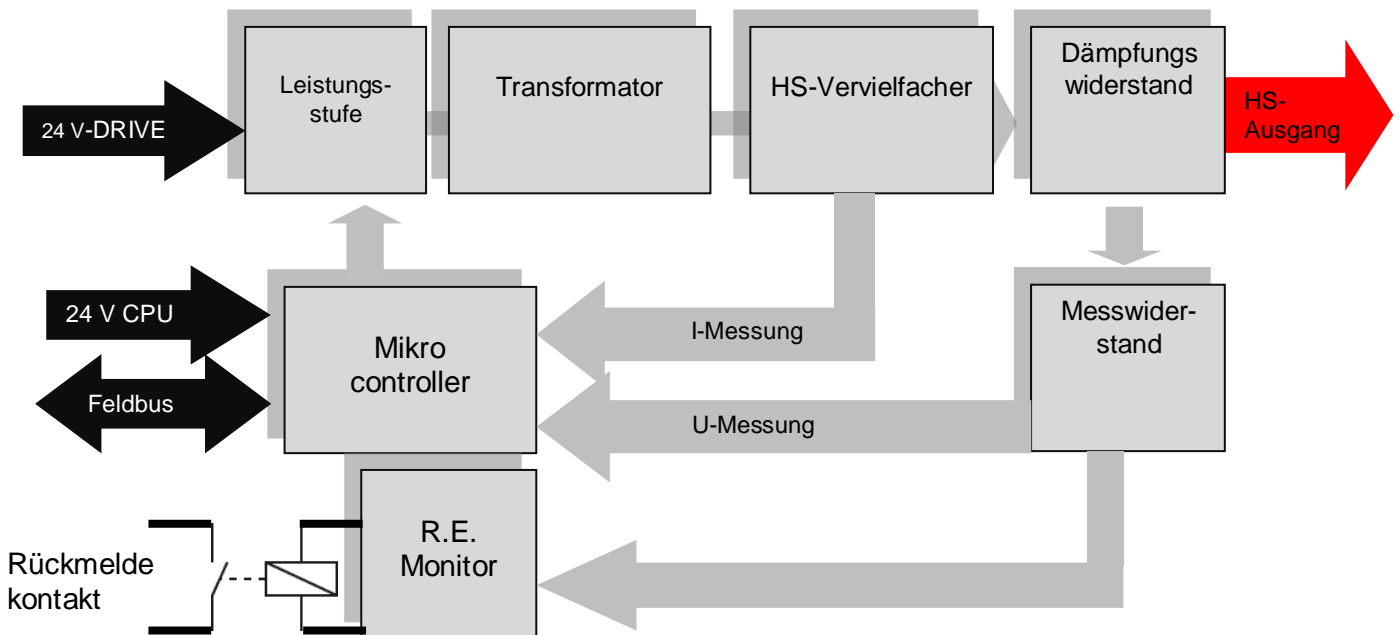 24 V-DRIVE
Leistungs-
stufe
Transformator
HS-Vervielfacher
Dämpfungs
widerstand
HS-
Ausgang
24 V CPU
Feldbus
Mikro
controller
I-Messung
U-Messung
Messwider-
stand
R.E.
Monitor
Rückmelde
kontakt